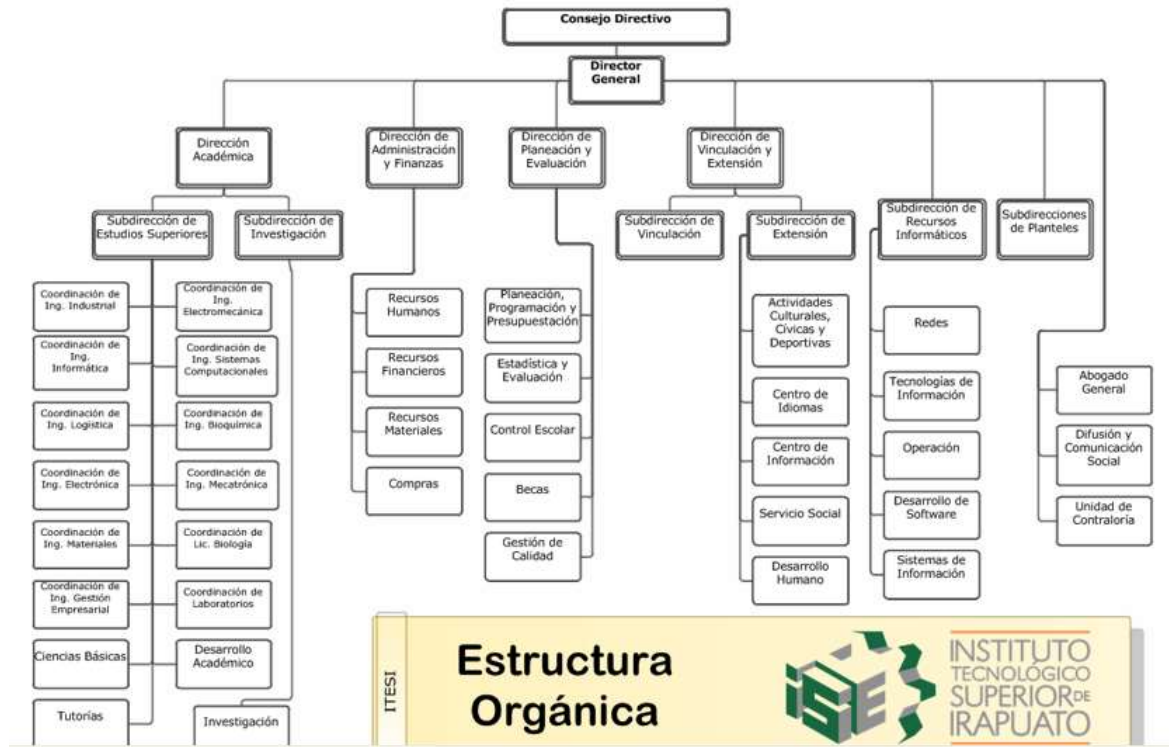 Consejo Directivo
Director
General
Dirección
Académica
Dirección de
Administración
y Finanzas
Dirección de
Planeación y
Evaluación
Dirección de
Vinculación y
Extensión
Subdirección de
Estudios Superiores
Subdirección de
Investigación
Subdirección de
Vinculación
Subdirección de
Extensión
Subdirección de
Recursos
Informáticos
Subdirecciones
de Planteles
Coordinación de
Ing. Industrial
Coordinación de
Ing.
Electromecánica
Coordinación de
Ing.
Informática
Coordinación de
Ing. Sistemas
Computacionales
Coordinación de
Ing. Logística
Coordinación de
Ing. Bioquímica
Coordinación de
Ing. Electrónica
Coordinación de
Ing. Mecatrónica
Coordinación de
Ing. Materiales
Coordinación de
Lic. Biología
Coordinación de
Ing. Gestión
Empresarial
Coordinación de
Laboratorios
Ciencias Básicas
Desarrollo
Académico
Tutorías
Investigación
Recursos
Humanos
Recursos
Financieros
Recursos
Materiales
Compras
Planeación,
Programación y
Presupuestación
Estadística y
Evaluación
Control Escolar
Becas
Gestión de
Calidad
Actividades
Culturales,
Cívicas y
Deportivas
Centro de
Idiomas
Centro de
Información
Servicio Social
Desarrollo
Humano
Redes
Tecnologías de
Información
Operación
Desarrollo de
Software
Sistemas de
Información
Abogado
General
Difusión y
Comunicación
Social
Unidad de
Contraloría
ITESI
Estructura
Orgánica
INSTITUTO
TECNOLÓGICO
SUPERIOR DE
IRAPUATO